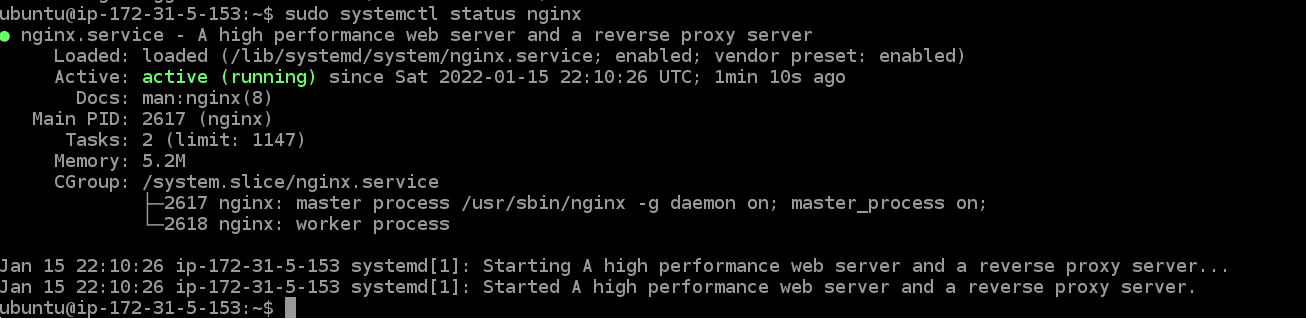 ubuntu@ip-172-31-5-153:~$ sudo systemctl status nginx
● nginx.service - A high performance web server and a reverse proxy server
     Loaded: loaded (/lib/systemd/system/nginx.service; enabled; vendor preset: enabled)
     Active: active (running) since Sat 2022-01-15 22:10:26 UTC; 1min 10s ago
       Docs: man:nginx(8)
   Main PID: 2617 (nginx)
      Tasks: 2 (limit: 1147)
     Memory: 5.2M
     CGroup: /system.slice/nginx.service
             ├─2617 nginx: master process /usr/sbin/nginx -g daemon on; master_process on;
             └─2618 nginx: worker process
Jan 15 22:10:26 ip-172-31-5-153 systemd[1]: Starting A high performance web server and a reverse proxy server...
Jan 15 22:10:26 ip-172-31-5-153 systemd[1]: Started A high performance web server and a reverse proxy server.
ubuntu@ip-172-31-5-153:~$